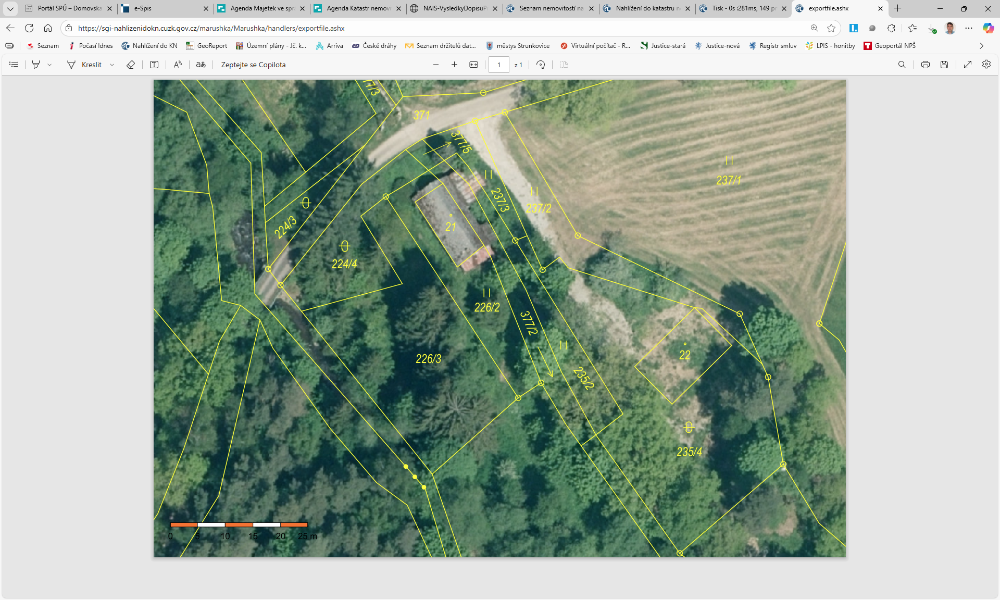 Portál SPÚ – Domovska
e-Spis
Agenda Majetek ve spr
Agenda Katastr nemovi
NAIS-VysledkyDopisuP
Seznam nemovitostí na
Nahlížení do katastru n
Tisk - 0s :281ms, 149 pr
exportfile.ashx
https://sgi-nahlizenidokn.cuzk.gov.cz/marushka/Marushka/handlers/exportfile.ashx
Seznam
Počasí Idnes
Nahlížení do KN
GeoReport
Územní plány - Jč. k...
Arriva
České dráhy
Seznam držitelů dat...
městys Strunkovice
Virtuální počítač - R...
Justice-stará
Justice-nová
Registr smluv
LPIS - honitby
Geoportál NPŠ
Kreslit
Zeptejte se Copilota
1
z 1
77/3
371
377/5
237/1
237/3
237/2
224/3
21
224/4
226/2
377/2
226/3
22
235/2
235/4
0 5 10 15 20 25 m